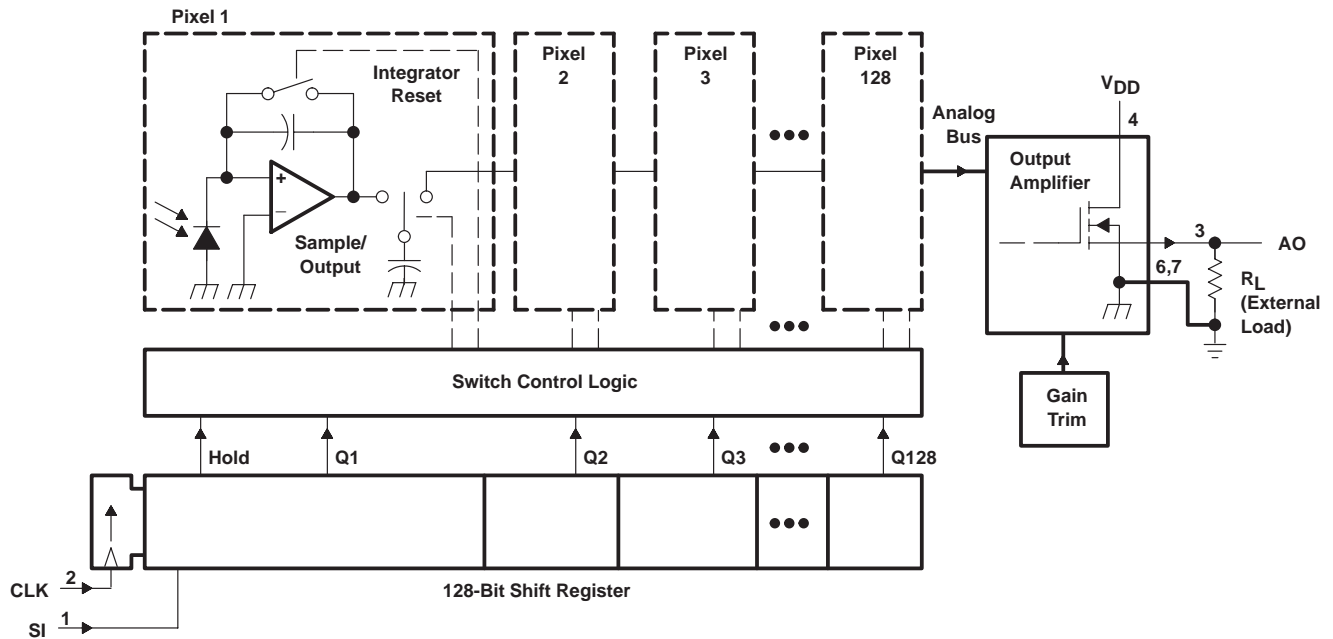 Pixel 1
Integrator
Reset
+
−
Sample/
Output
Pixel
2
Pixel
3
Pixel
128
Analog
Bus
VDD
4
Output
Amplifier
3
AO
6,7
RL
(External
Load)
Switch Control Logic
Gain
Trim
Hold
Q1
Q2
Q3
Q128
CLK
2
SI
1
128-Bit Shift Register